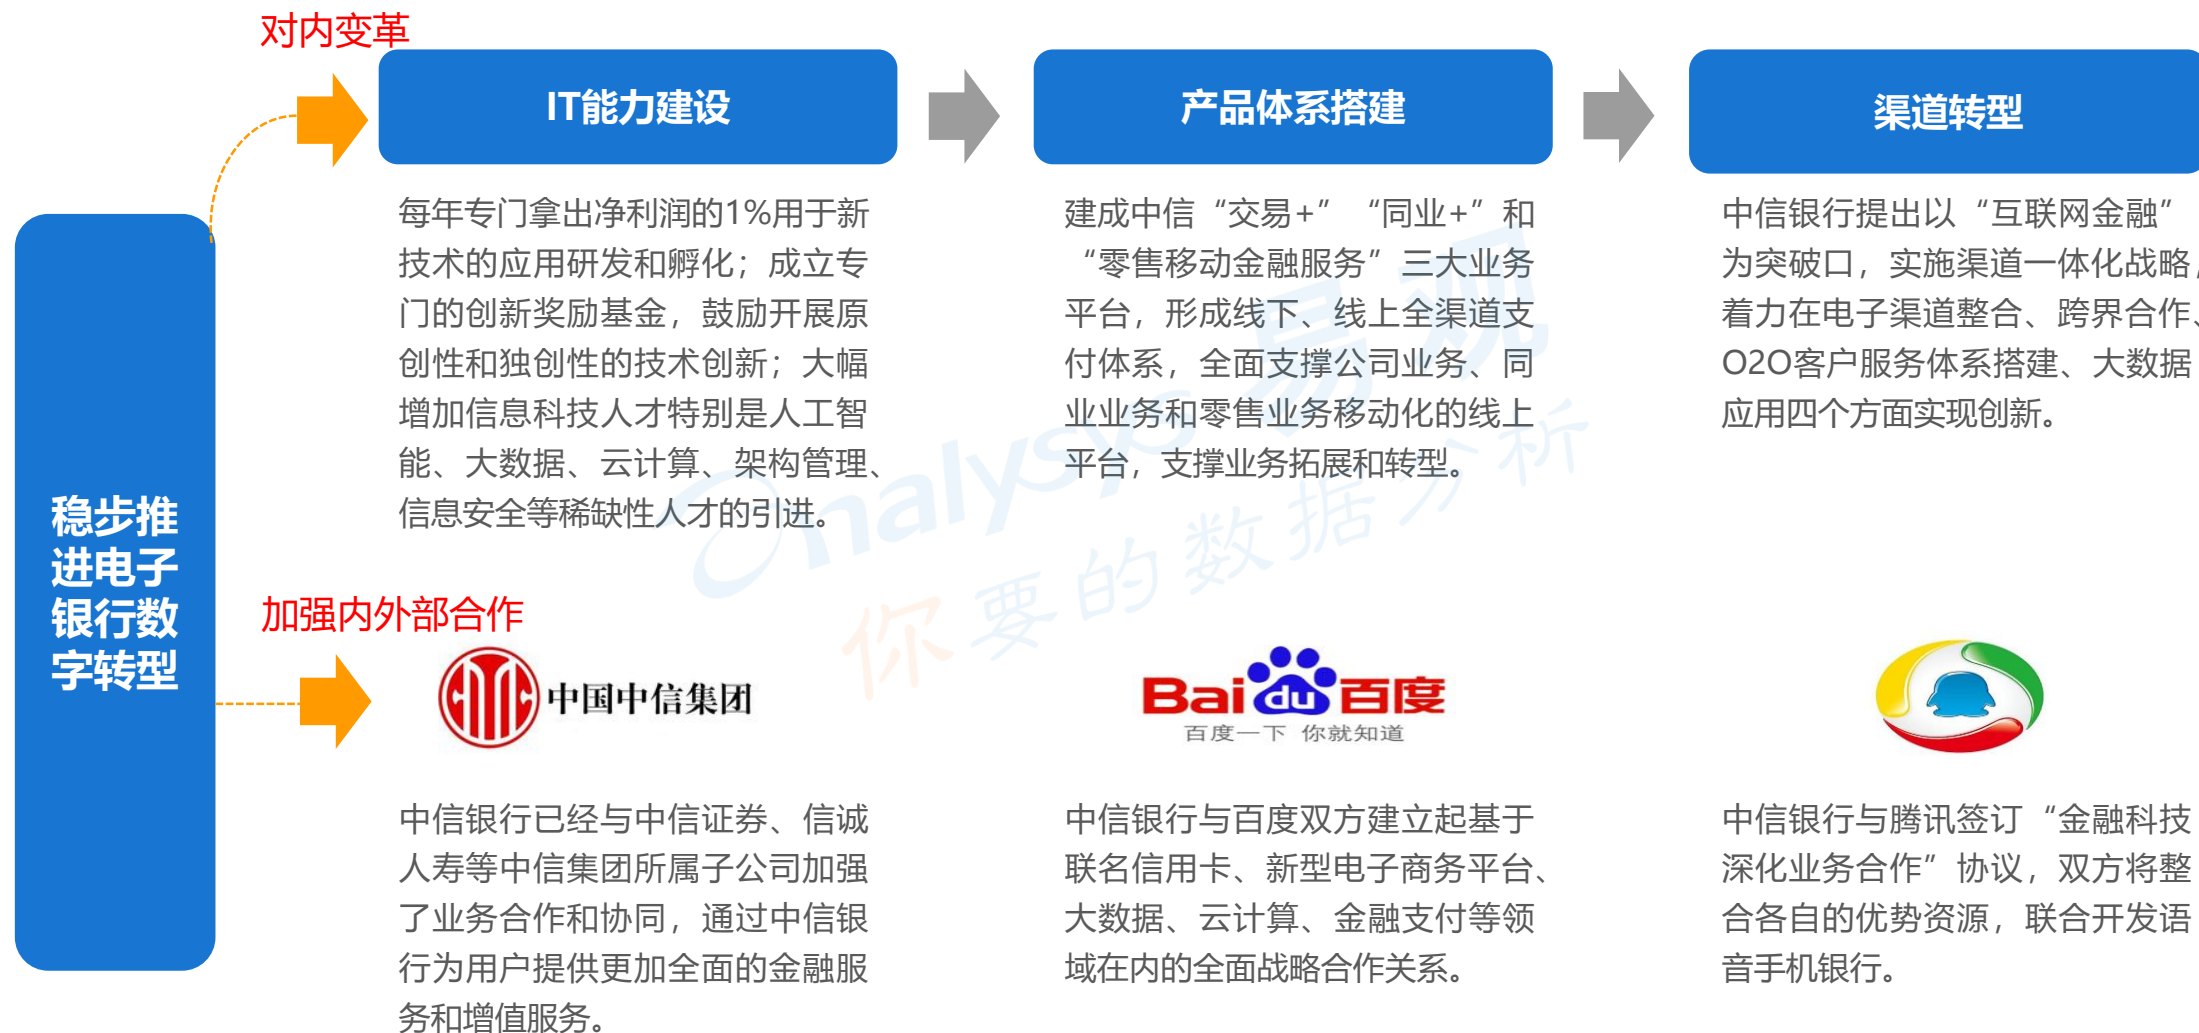 对内变革
IT能力建设
产品体系搭建
渠道转型
每年专门拿出净利润的1%用于新
技术的应用研发和孵化；成立专
门的创新奖励基金，鼓励开展原
创性和独创性的技术创新；大幅
增加信息科技人才特别是人工智
能、大数据、云计算、架构管理、
信息安全等稀缺性人才的引进。
建成中信“交易+”“同业+”和
“零售移动金融服务”三大业务
平台，形成线下、线上全渠道支
付体系，全面支撑公司业务、同
业业务和零售业务移动化的线上
平台，支撑业务拓展和转型。
中信银行提出以“互联网金融”
为突破口，实施渠道一体化战略，
着力在电子渠道整合、跨界合作、
O2O客户服务体系搭建、大数据
应用四个方面实现创新。
稳步推
进电子
银行数
字转型
加强内外部合作
中国中信集团
Bai du 百度
百度一下 你就知道
中信银行已经与中信证券、信诚
人寿等中信集团所属子公司加强
了业务合作和协同，通过中信银
行为用户提供更加全面的金融服
务和增值服务。
中信银行与百度双方建立起基于
联名信用卡、新型电子商务平台、
大数据、云计算、金融支付等领
域在内的全面战略合作关系。
中信银行与腾讯签订“金融科技
深化业务合作”协议，双方将整
合各自的优势资源，联合开发语
音手机银行。
analysys 易观
你要的数据分析